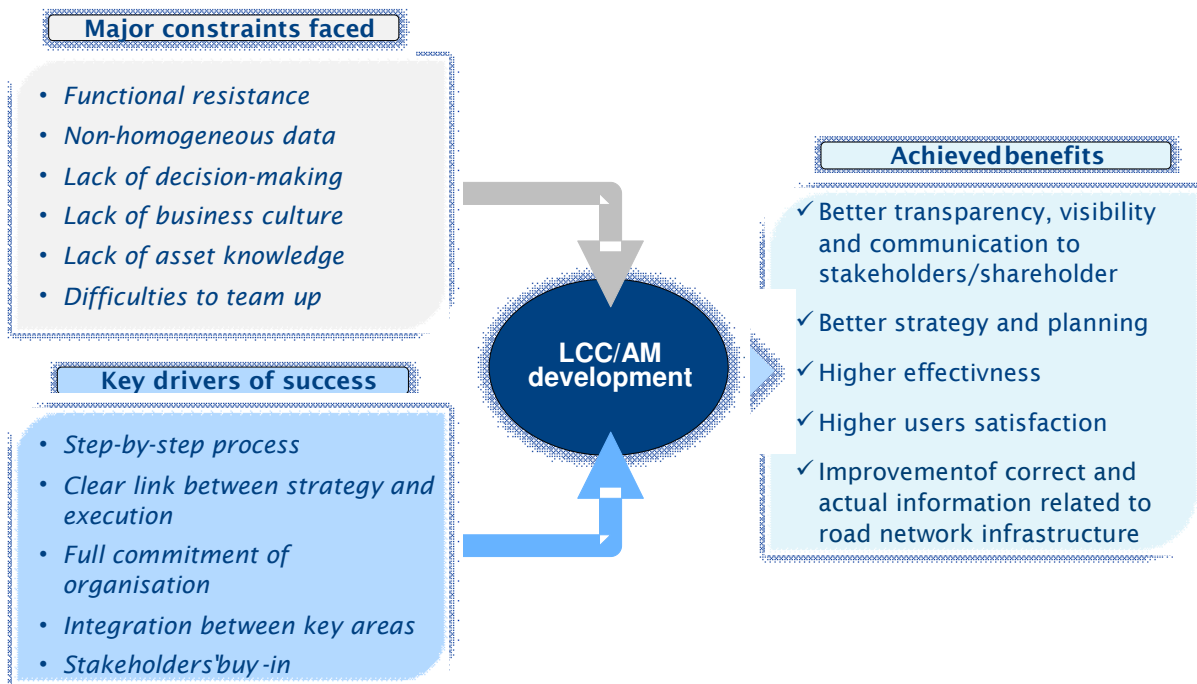 Major constraints faced
• Functional resistance
• Non-homogeneous data
• Lack of decision-making
• Lack of business culture
• Lack of asset knowledge
• Difficulties to team up
Key drivers of success
• Step-by-step process
• Clear link between strategy and
execution
• Full commitment of
organisation
• Integration between key areas
• Stakeholders'buy -in
LCC/AM
development
Achieved benefits
✓ Better transparency, visibility
and communication to
stakeholders/shareholder
✓ Better strategy and planning
✓ Higher effectivness
✓ Higher users satisfaction
✓ Improvementof correct and
actual information related to
road network infrastructure